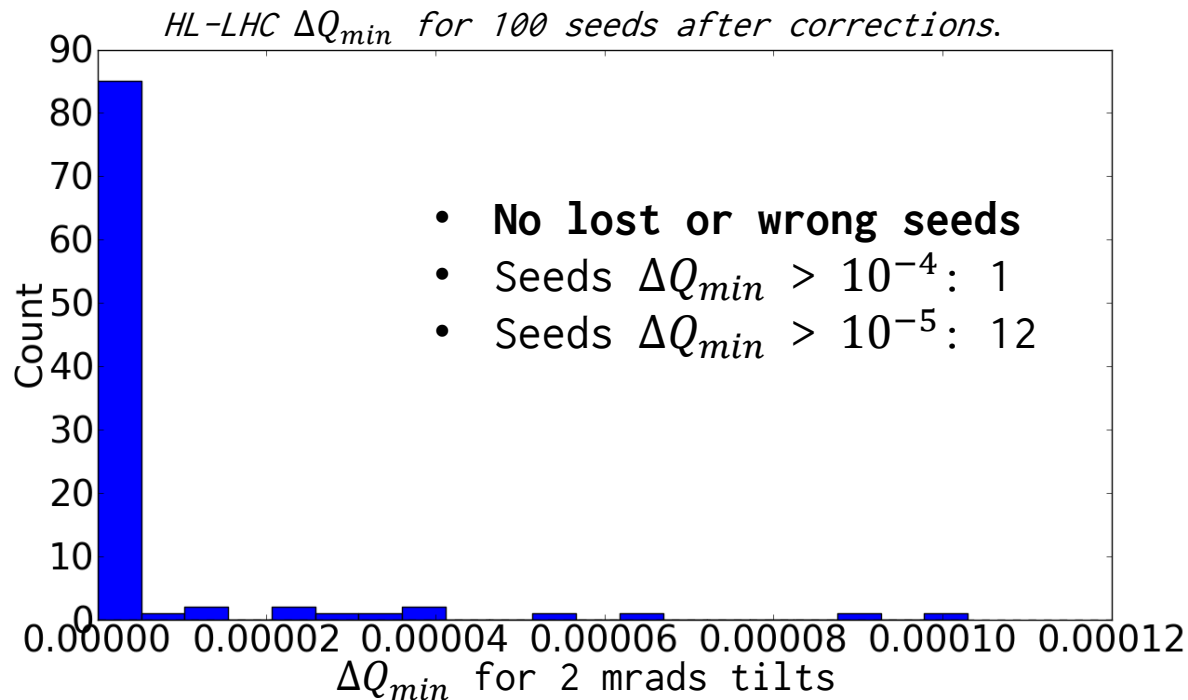 HL-LHC ΔQ_min for 100 seeds after corrections.
90
80
70
60
50
40
30
20
10
0
Count
• No lost or wrong seeds
• Seeds ΔQ_min > 10⁻⁴: 1
• Seeds ΔQ_min > 10⁻⁵: 12
0.00000 0.00002 0.00004 0.00006 0.00008 0.00010 0.00012
ΔQ_min for 2 mrads tilts